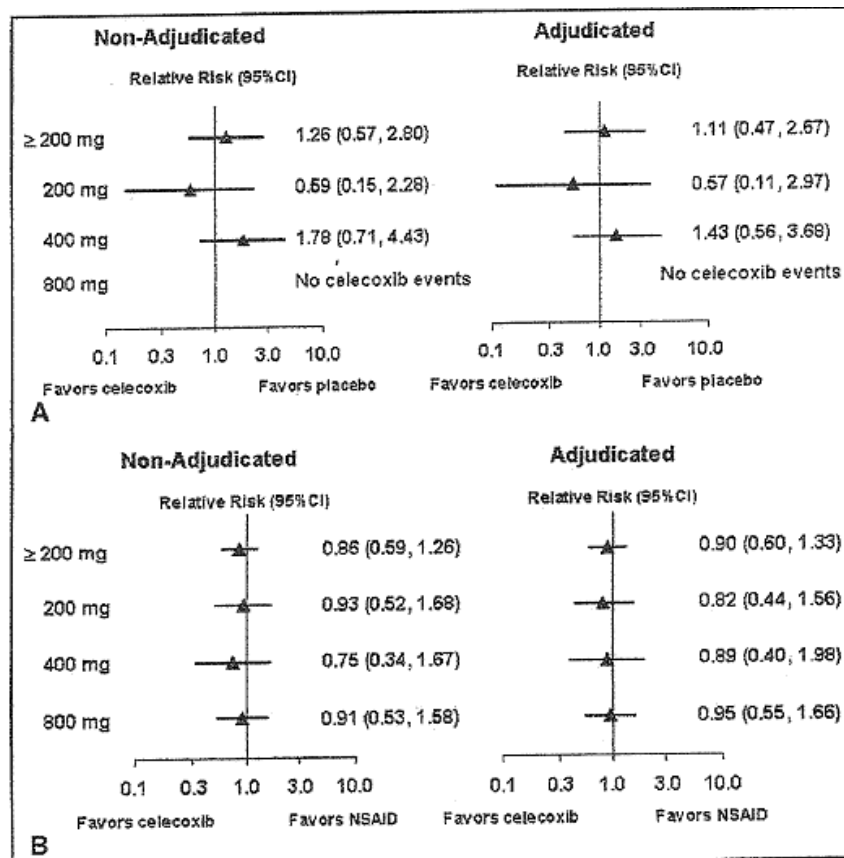 Non-Adjudicated Adjudicated
Relative Risk (95%CI) Relative Risk (95%CI)
≥ 200 mg 1.26 (0.57, 2.80) 1.11 (0.47, 2.67)
200 mg 0.59 (0.15, 2.28) 0.57 (0.11, 2.97)
400 mg 1.78 (0.71, 4.43) 1.43 (0.56, 3.68)
800 mg No celecoxib events No celecoxib events
0.1 0.3 1.0 3.0 10.0 0.1 0.3 1.0 3.0 10.0
Favors celecoxib Favors placebo Favors celecoxib Favors placebo
A
Non-Adjudicated Adjudicated
Relative Risk (95%CI) Relative Risk (95%CI)
≥ 200 mg 0.86 (0.59, 1.26) 0.90 (0.60, 1.33)
200 mg 0.93 (0.52, 1.68) 0.82 (0.44, 1.56)
400 mg 0.75 (0.34, 1.67) 0.89 (0.40, 1.98)
800 mg 0.91 (0.53, 1.58) 0.95 (0.55, 1.66)
0.1 0.3 1.0 3.0 10.0 0.1 0.3 1.0 3.0 10.0
Favors celecoxib Favors NSAID Favors celecoxib Favors NSAID
B